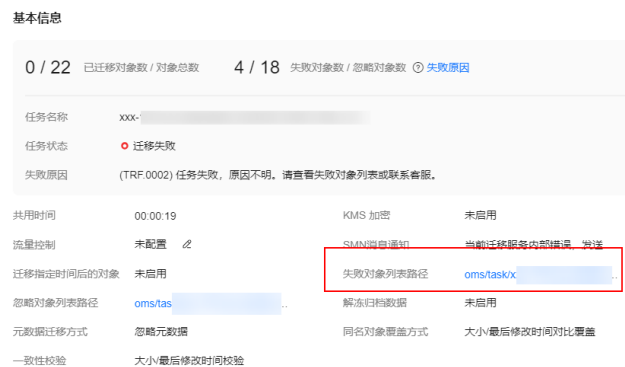 基本信息
0 / 22 已迁移对象数 / 对象总数 4 / 18 失败对象数 / 忽略对象数 ? 失败原因
任务名称 xxx-
任务状态 迁移失败
失败原因 (TRF.0002) 任务失败，原因不明。请查看失败对象列表或联系客服。
共用时间 00:00:19 KMS 加密 未启用
流量控制 未配置 SMN消息通知 当前迁移服务内部错误，发送
迁移指定时间后的对象 未启用 失败对象列表路径 oms/task/x ..
忽略对象列表路径 oms/tas .. 解冻归档数据 未启用
元数据迁移方式 忽略元数据 同名对象覆盖方式 大小/最后修改时间对比覆盖
一致性校验 大小/最后修改时间校验